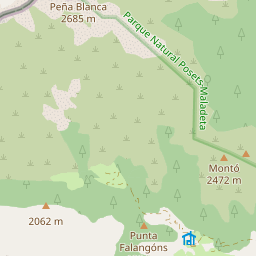 Peña Blanca
2685 m
Parque Natural Posets-Maladeta
Montó
2472 m
2062 m
Punta
Falangóns